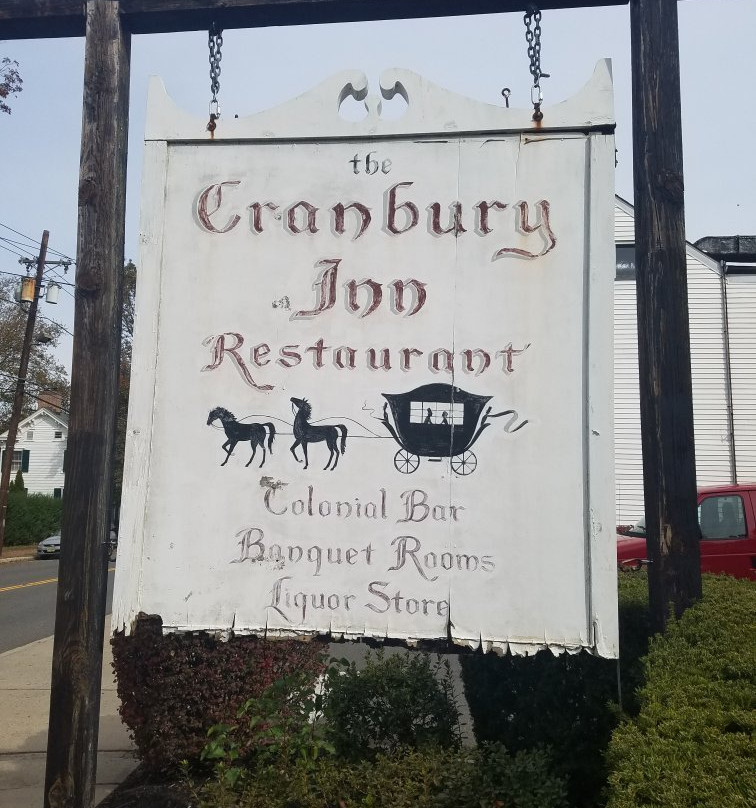 the
Cranbury
Inn
Restaurant
Colonial Bar
Banquet Rooms
Liquor Store